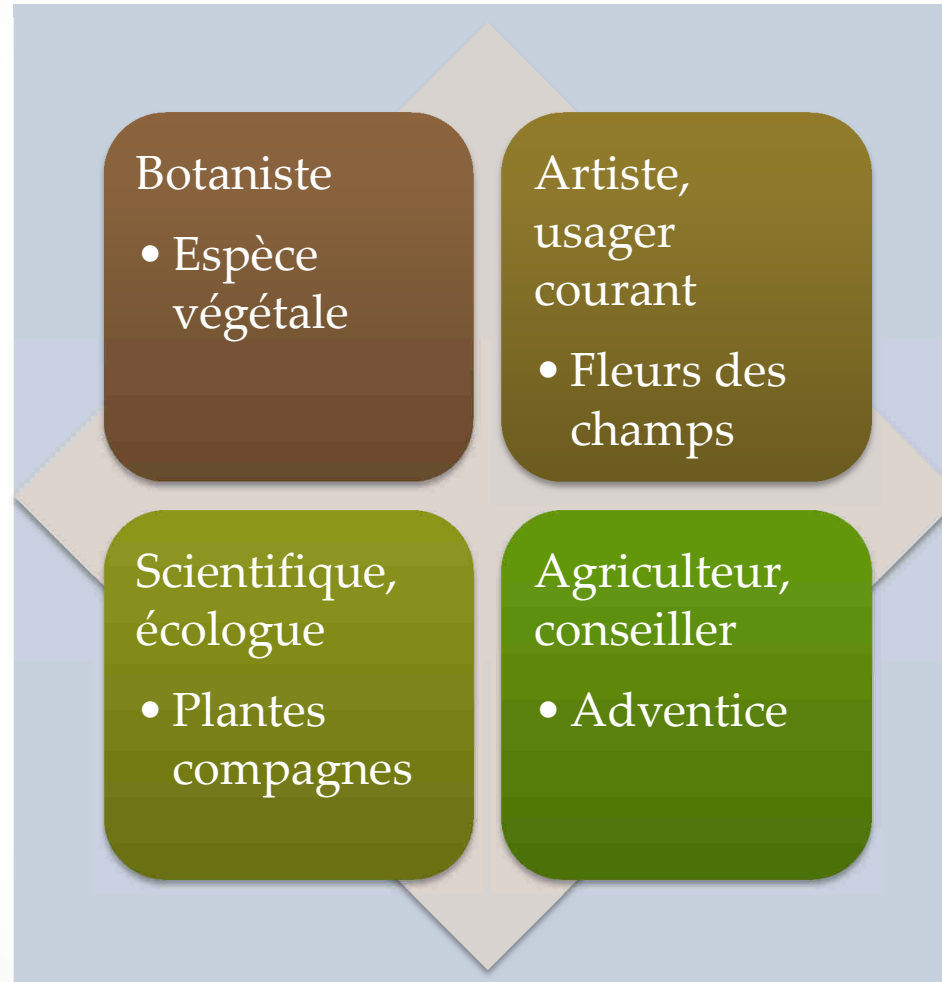 Botaniste
• Espèce
végétale
Artiste,
usager
courant
• Fleurs des
champs
Scientifique,
écologue
• Plantes
compagnes
Agriculteur,
conseiller
• Adventice